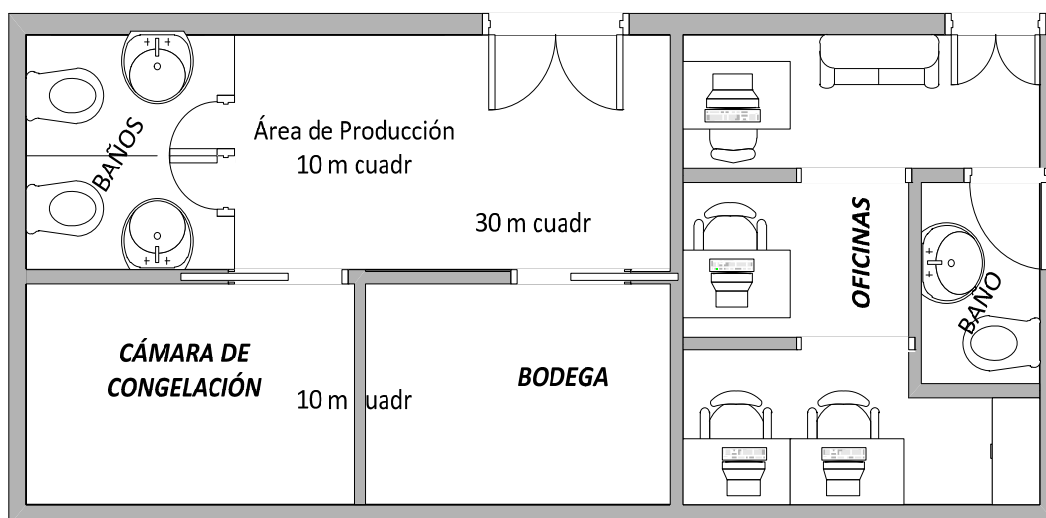 BAÑOS
Área de Producción
10 m cuadr
30 m cuadr
OFICINAS
BAÑO
CÁMARA DE
CONGELACIÓN
10 m uadr
BODEGA